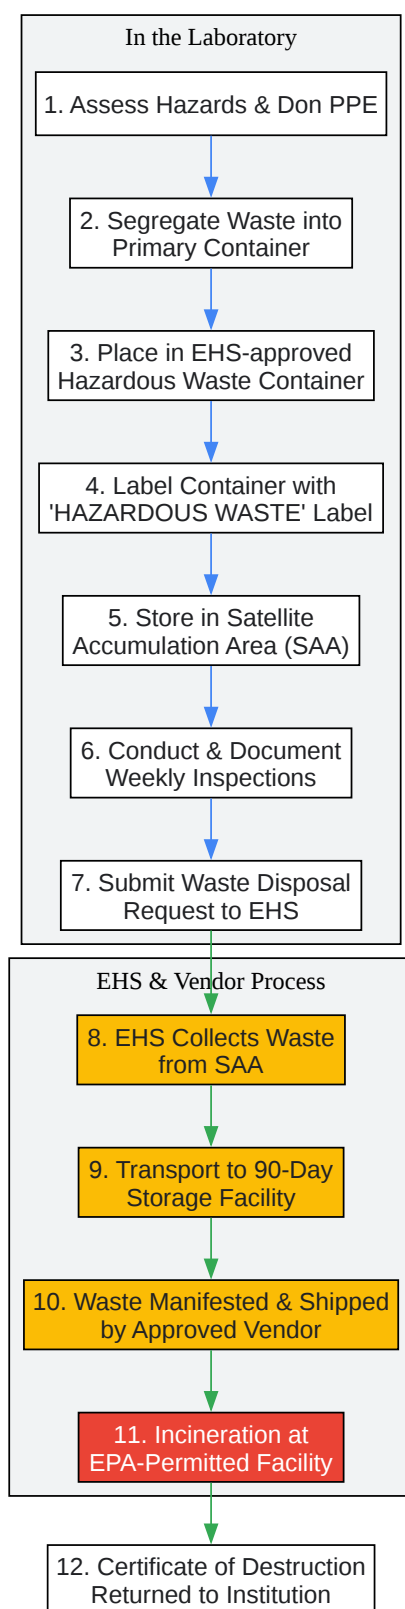 In the Laboratory
1. Assess Hazards & Don PPE
2. Segregate Waste into
Primary Container
3. Place in EHS-approved
Hazardous Waste Container
4. Label Container with
'HAZARDOUS WASTE' Label
5. Store in Satellite
Accumulation Area (SAA)
6. Conduct & Document
Weekly Inspections
7. Submit Waste Disposal
Request to EHS
EHS & Vendor Process
8. EHS Collects Waste
from SAA
9. Transport to 90-Day
Storage Facility
10. Waste Manifested & Shipped
by Approved Vendor
11. Incineration at
EPA-Permitted Facility
12. Certificate of Destruction
Returned to Institution